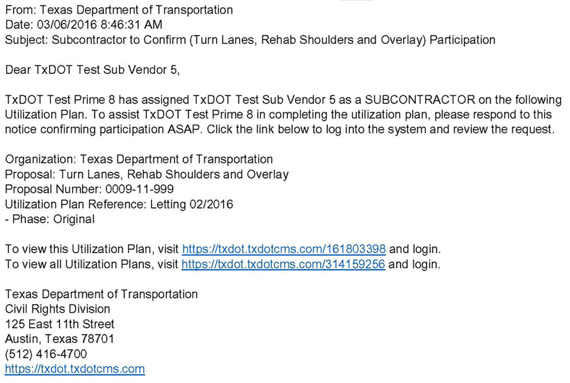 From: Texas Department of Transportation
Date: 03/06/2016 8:46:31 AM
Subject: Subcontractor to Confirm (Turn Lanes, Rehab Shoulders and Overlay) Participation
Dear TxDOT Test Sub Vendor 5,
TxDOT Test Prime 8 has assigned TxDOT Test Sub Vendor 5 as a SUBCONTRACTOR on the following
Utilization Plan. To assist TxDOT Test Prime 8 in completing the utilization plan, please respond to this
notice confirming participation ASAP. Click the link below to log into the system and review the request.
Organization: Texas Department of Transportation
Proposal: Turn Lanes, Rehab Shoulders and Overlay
Proposal Number: 0009-11-999
Utilization Plan Reference: Letting 02/2016
- Phase: Original
To view this Utilization Plan, visit https://txdot.txdotcms.com/161803398 and login.
To view all Utilization Plans, visit https://txdot.txdotcms.com/314159256 and login.
Texas Department of Transportation
Civil Rights Division
125 East 11th Street
Austin, Texas 78701
(512) 416-4700
https://txdot.txdotcms.com